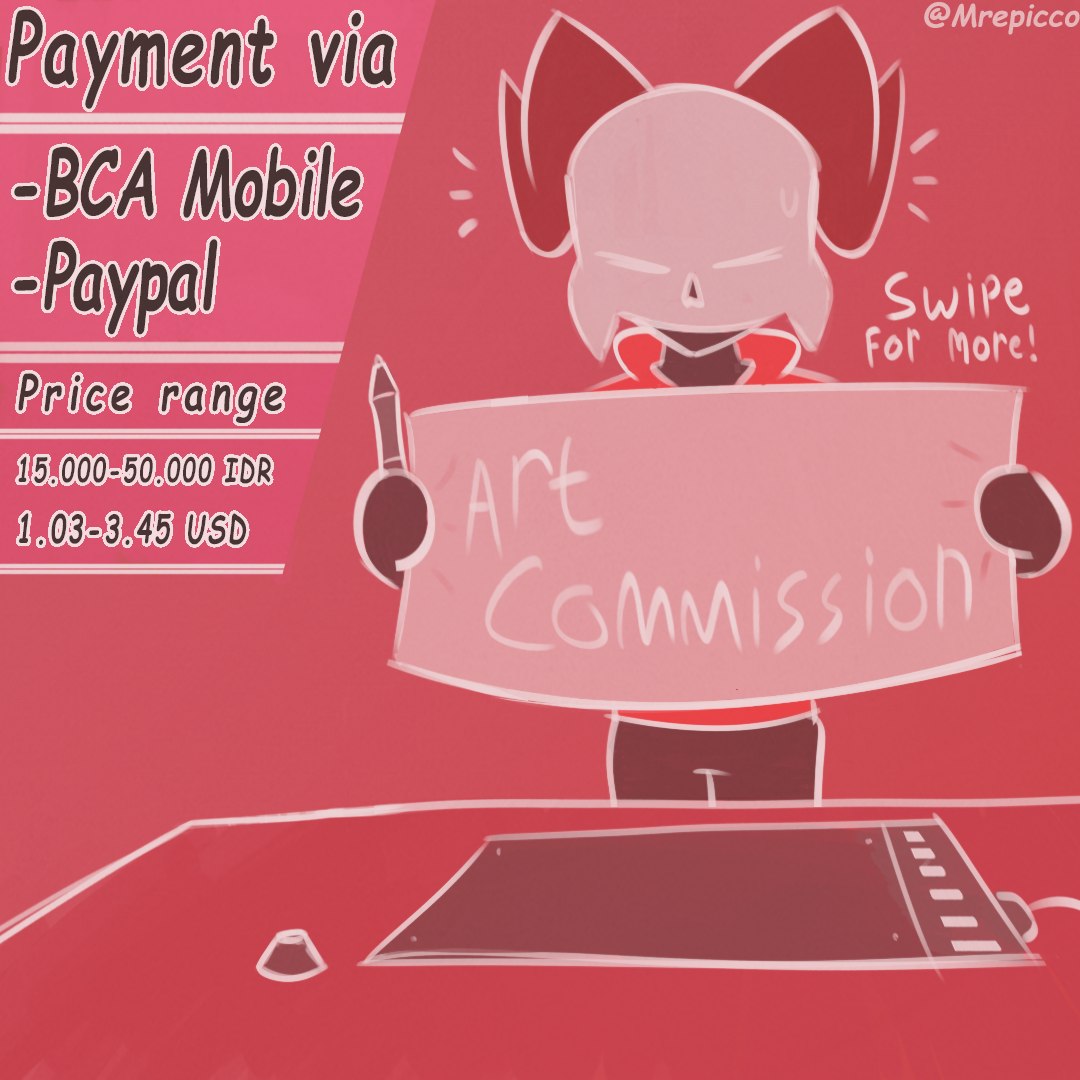 Payment via
-BCA Mobile
-Paypal
Price range
15.000-50.000 IDR
1.03-3.45 USD
@Mrepicco
Swipe
For More!
Art
Commission